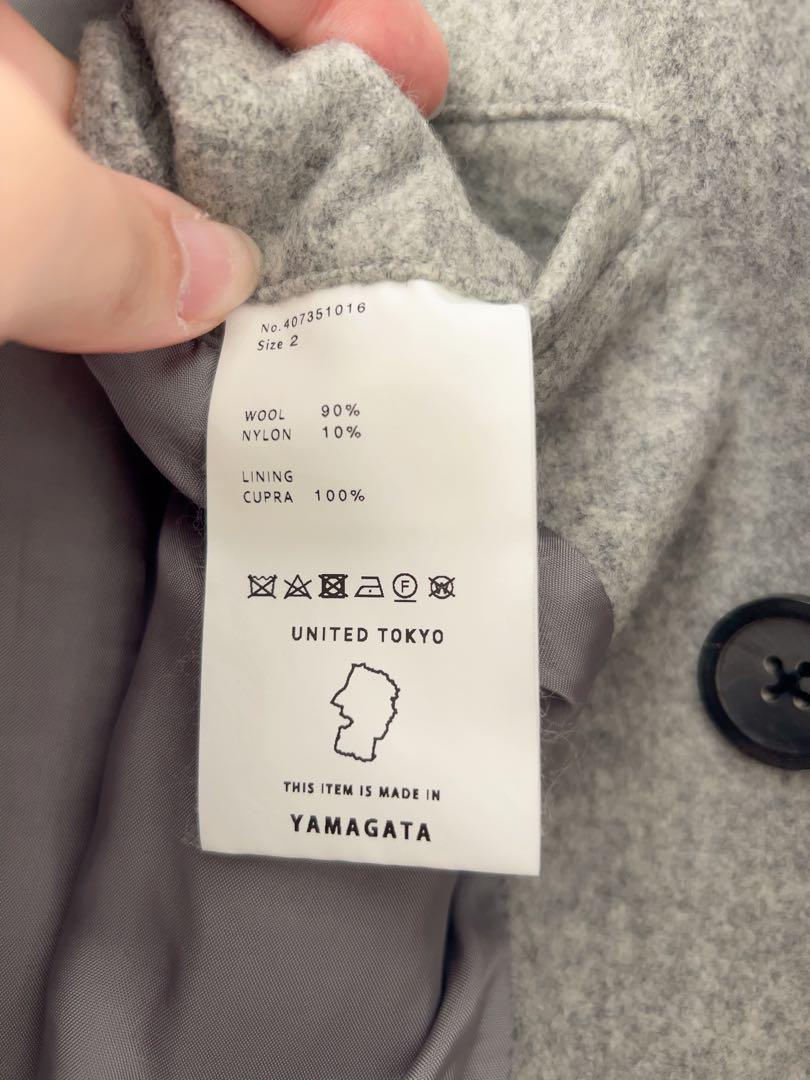 No.407351016
Size 2
WOOL 90%
NYLON 10%
LINING
CUPRA 100%
F W
UNITED TOKYO
THIS ITEM IS MADE IN
YAMAGATA